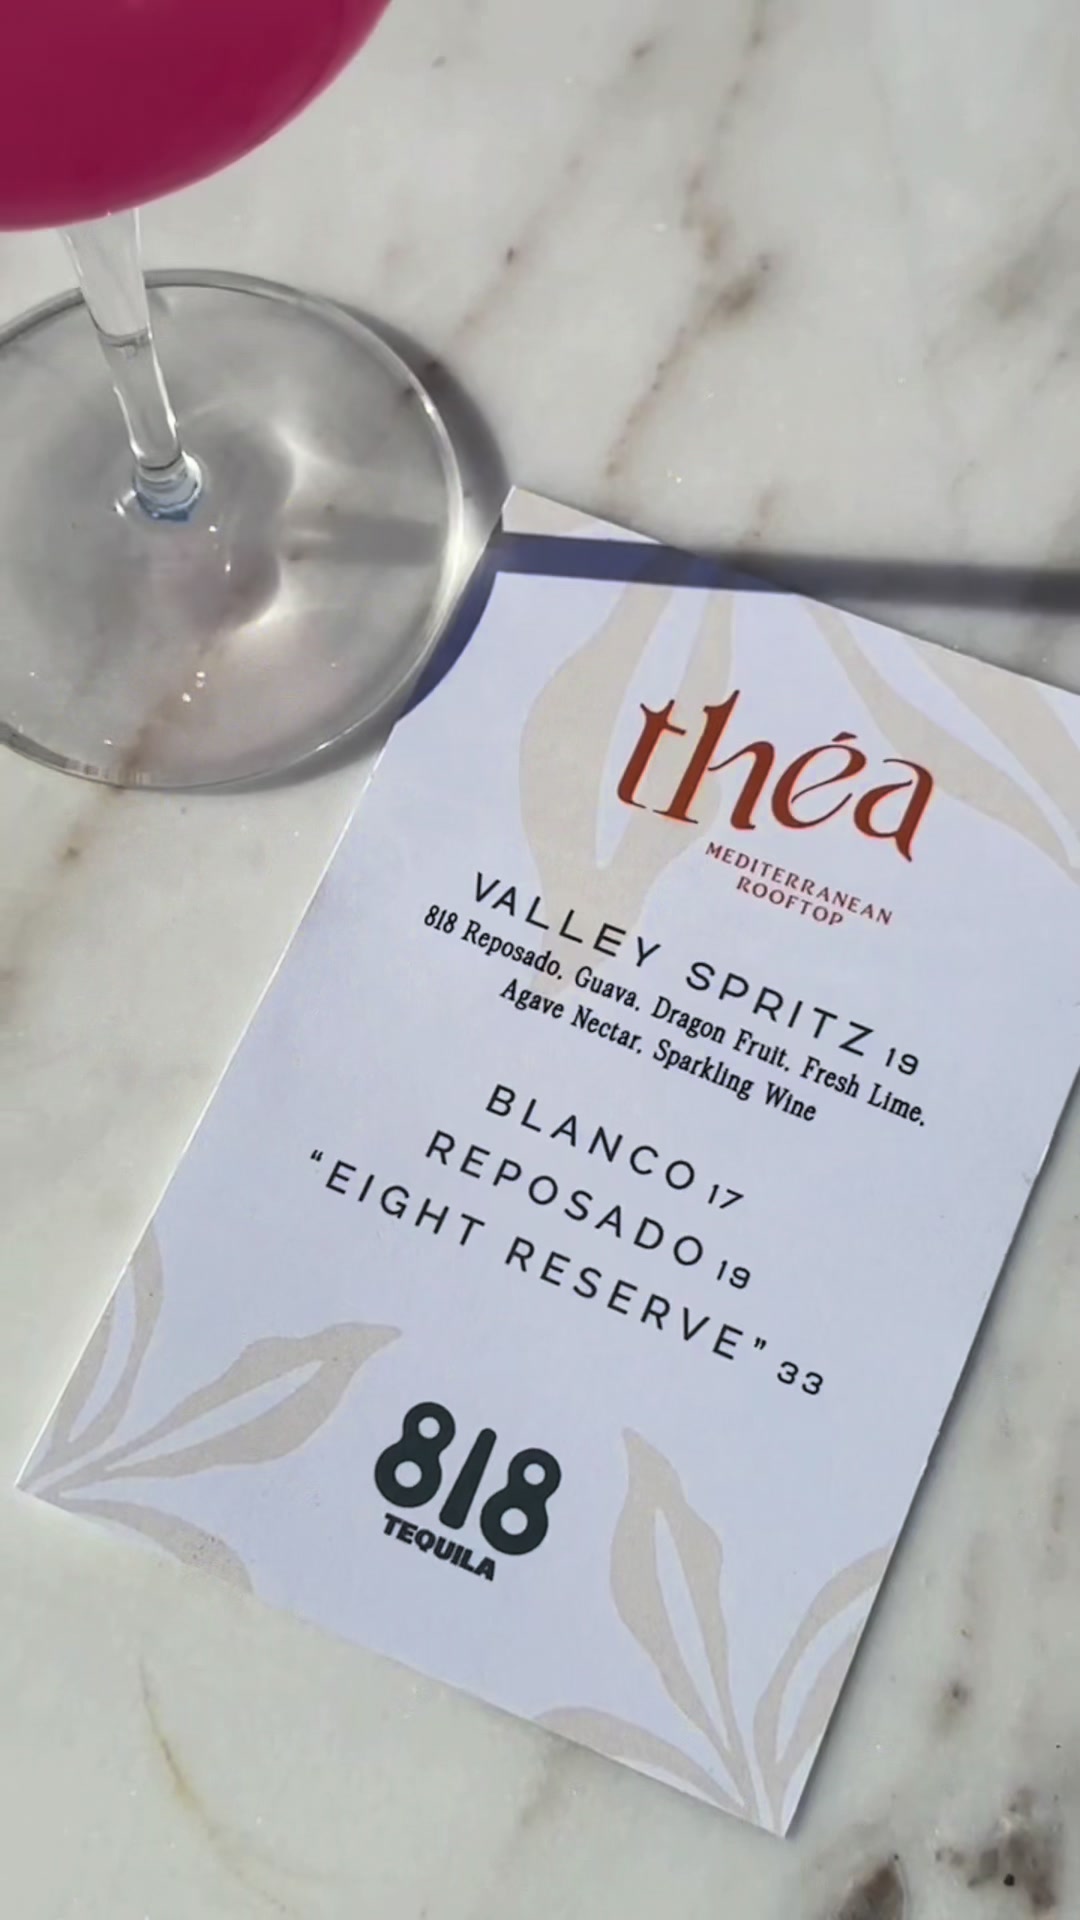 théa
MEDITERRANEAN
ROOFTOP
VALLEY SPRITZ 19
818 Reposado, Guava, Dragon Fruit, Fresh Lime,
Agave Nectar, Sparkling Wine
BLANCO 17
REPOSADO 19
“EIGHT RESERVE” 33
818
TEQUILA